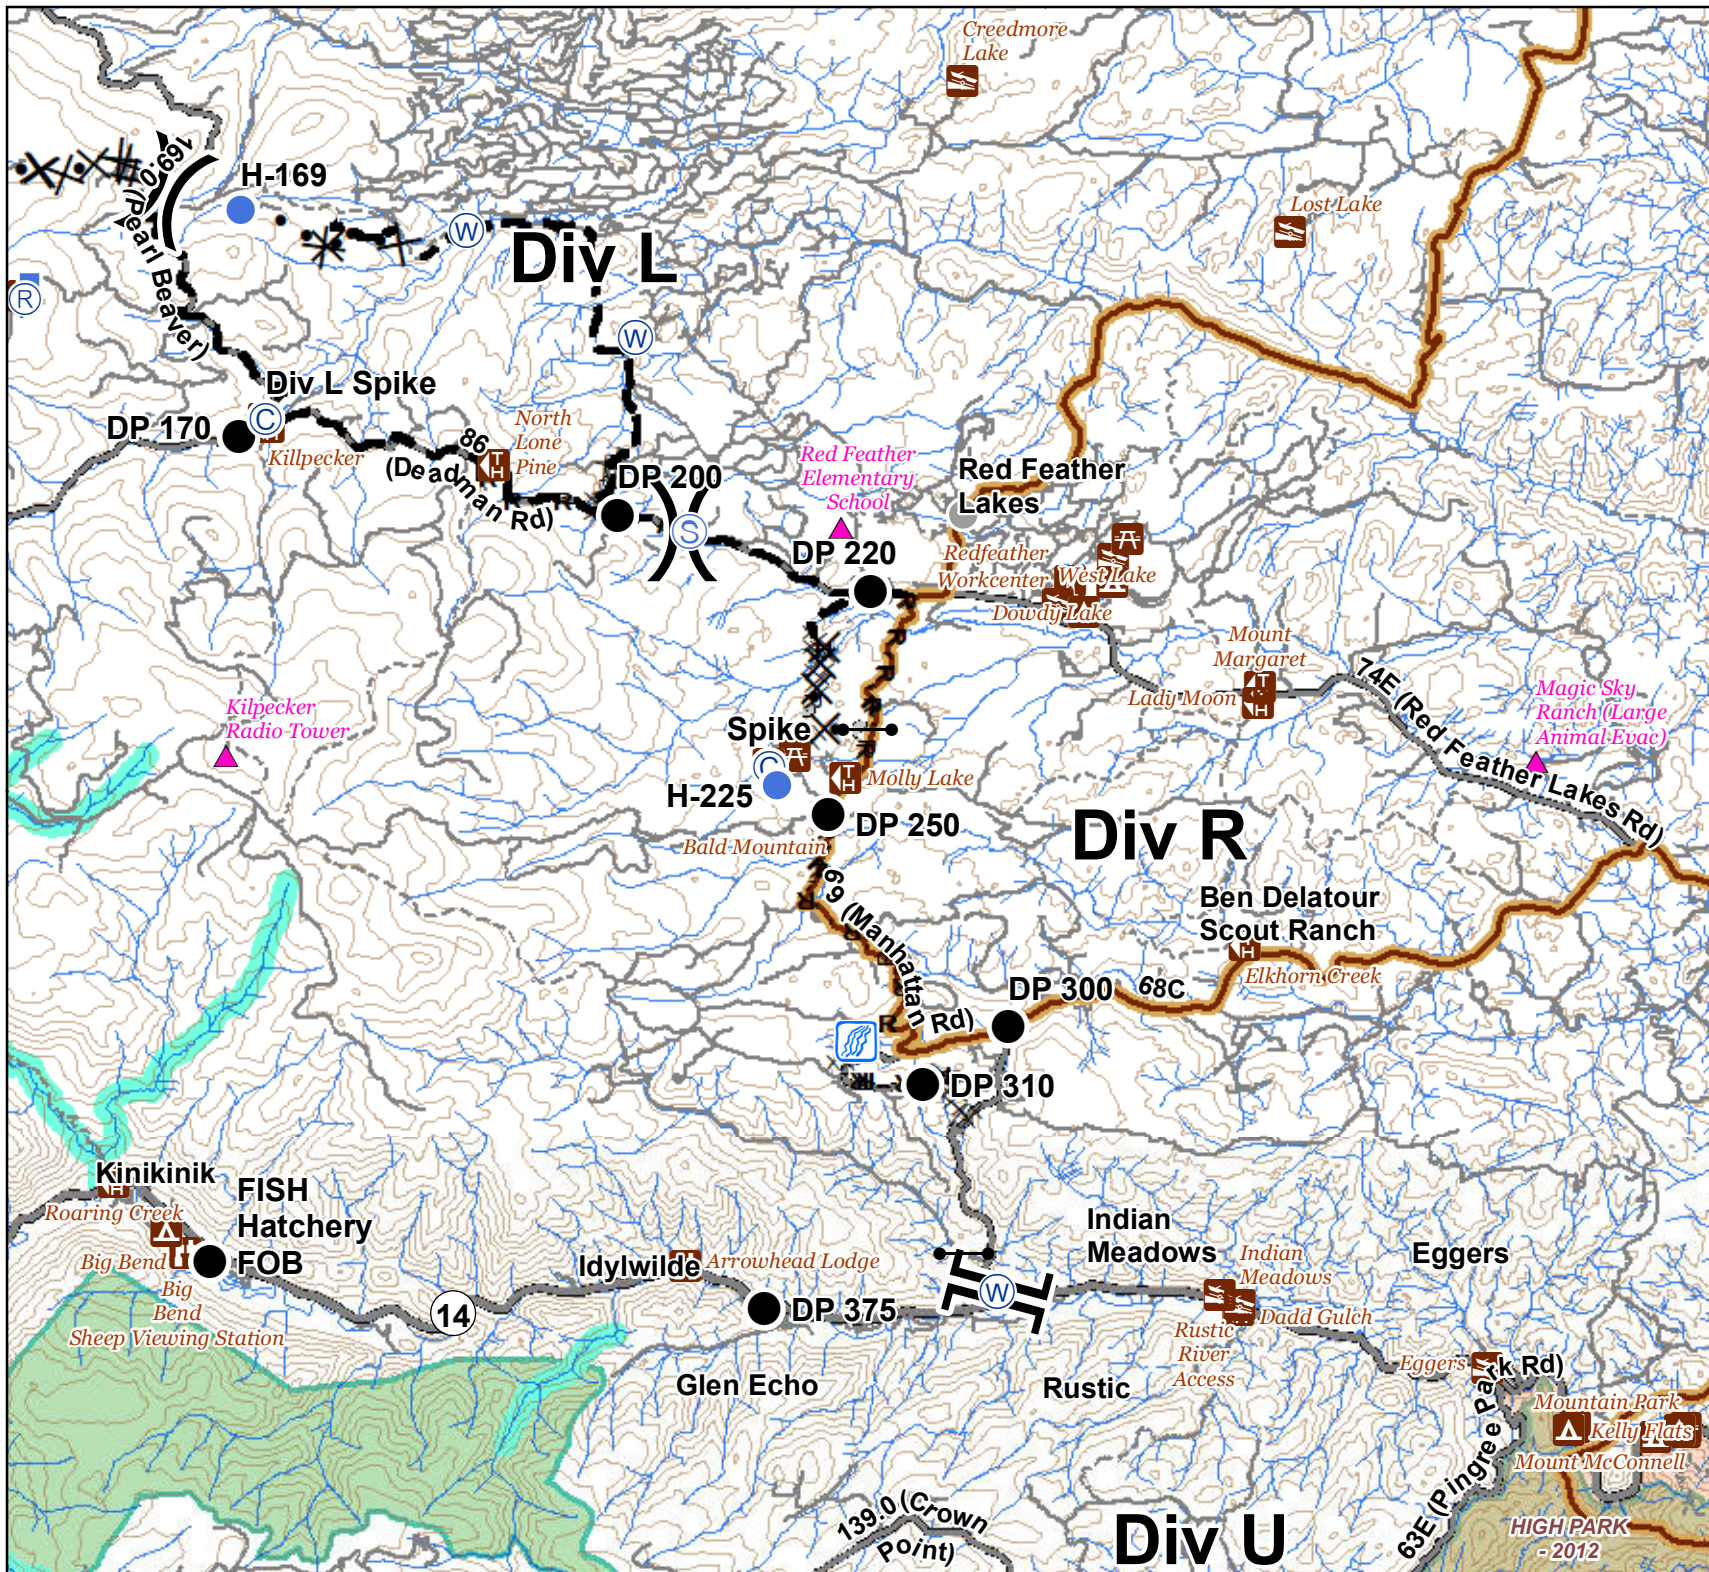 Creedmore
Lake
169.0 (Pearl Beaver)
H-169
Lost Lake
W
Div L
R
W
Div L Spike
C
DP 170
Killpecker
86
(Deadman Rd)
North
Lone
Pine
TH
DP 200
S
Red Feather
Elementary
School
Red Feather
Lakes
DP 220
Redfeather
Workcenter
West Lake
Dowdy Lake
R
R
R
R
Mount
Margaret
Lady Moon
TH
74E (Red Feather Lakes Rd)
Magic Sky
Ranch (Large
Animal Evac)
Kilpecker
Radio Tower
Spike
C
H-225
TH
Molly Lake
DP 250
Bald Mountain
Div R
R
69 (Manhattan Rd)
Ben Delatour
Scout Ranch
Elkhorn Creek
DP 300
68C
R
DP 310
Kinikinik
Roaring Creek
FISH
Hatchery
FOB
Big Bend
Big
Bend
Sheep Viewing Station
14
Idylwilde
Arrowhead Lodge
DP 375
Glen Echo
W
Indian
Meadows
Indian
Meadows
Dadd Gulch
Rustic
River
Access
Rustic
Eggers
Eggers
63E (Pingree Park Rd)
Mountain Park
Kelly Flats
Mount McConnell
HIGH PARK
- 2012
139.0 (Crown
Point)
Div U